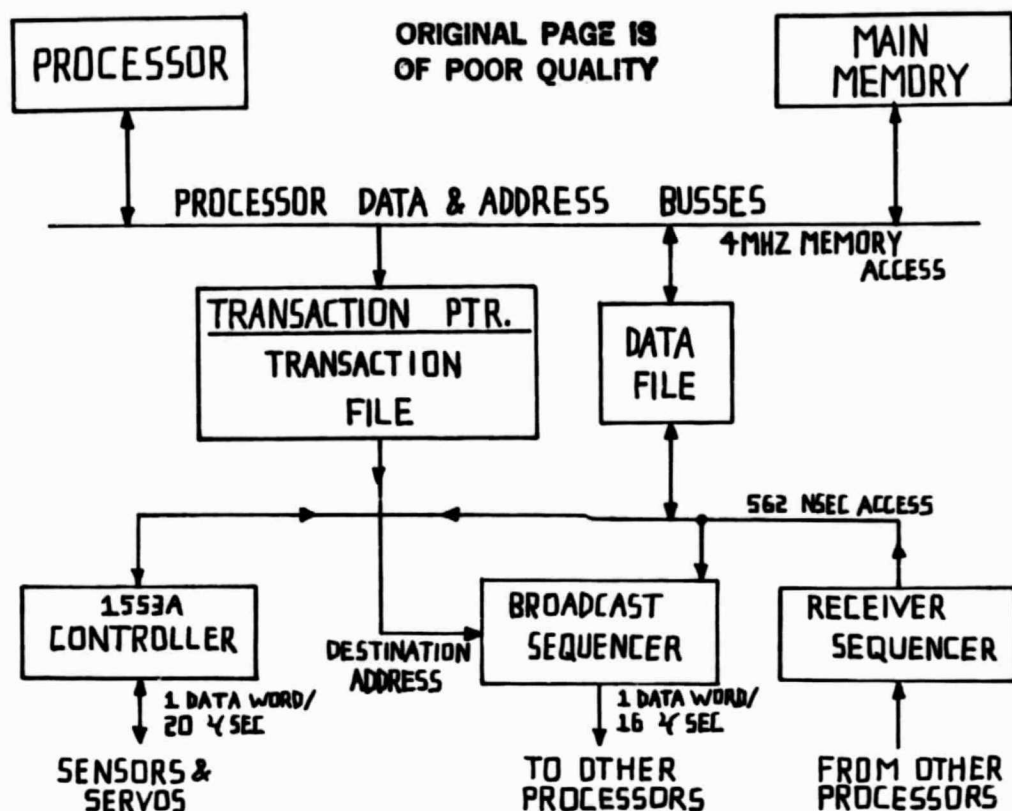 ORIGINAL PAGE IS
OF POOR QUALITY
PROCESSOR
MAIN
MEMORY
PROCESSOR DATA & ADDRESS BUSSES
4MHZ MEMORY
ACCESS
TRANSACTION PTR.
TRANSACTION
FILE
DATA
FILE
562 NSEC ACCESS
1553A
CONTROLLER
DESTINATION
ADDRESS
BROADCAST
SEQUENCER
RECEIVER
SEQUENCER
1 DATA WORD/
20 μSEC
1 DATA WORD/
16 μSEC
SENSORS &
SERVOS
TO OTHER
PROCESSORS
FROM OTHER
PROCESSORS